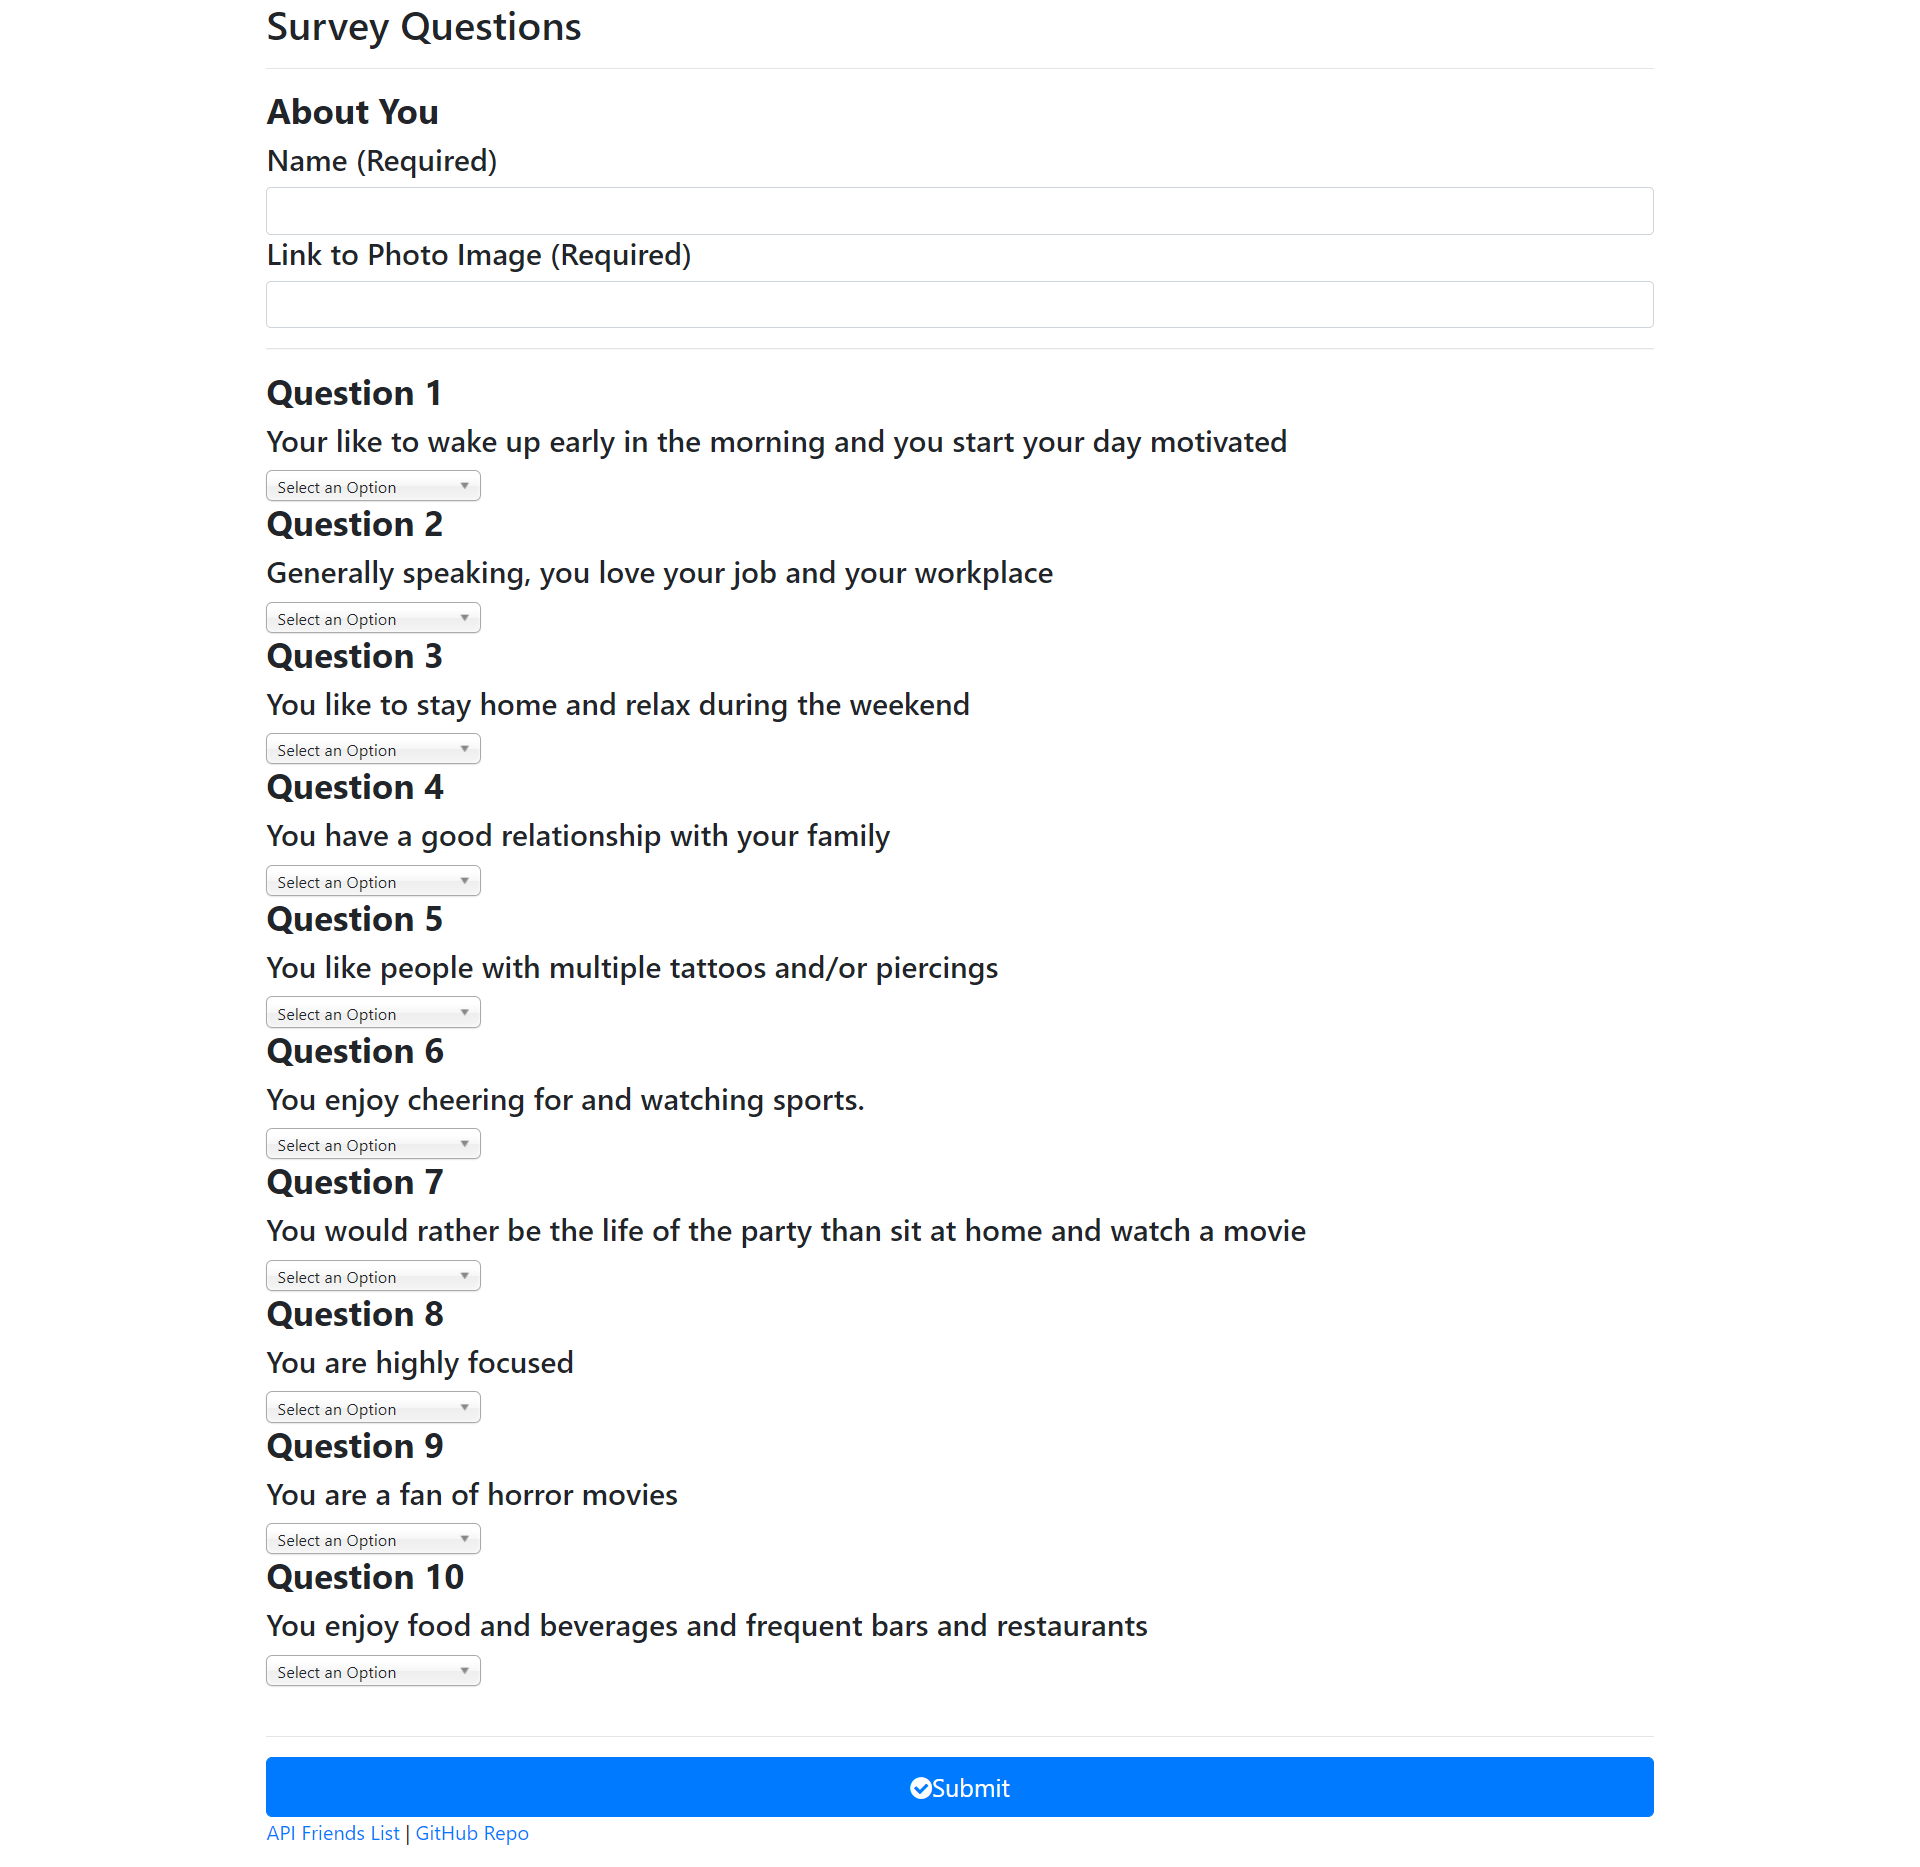 Survey Questions
About You
Name (Required)
Link to Photo Image (Required)
Question 1
Your like to wake up early in the morning and you start your day motivated
Select an Option
Question 2
Generally speaking, you love your job and your workplace
Select an Option
Question 3
You like to stay home and relax during the weekend
Select an Option
Question 4
You have a good relationship with your family
Select an Option
Question 5
You like people with multiple tattoos and/or piercings
Select an Option
Question 6
You enjoy cheering for and watching sports.
Select an Option
Question 7
You would rather be the life of the party than sit at home and watch a movie
Select an Option
Question 8
You are highly focused
Select an Option
Question 9
You are a fan of horror movies
Select an Option
Question 10
You enjoy food and beverages and frequent bars and restaurants
Select an Option
Submit
API Friends List | GitHub Repo